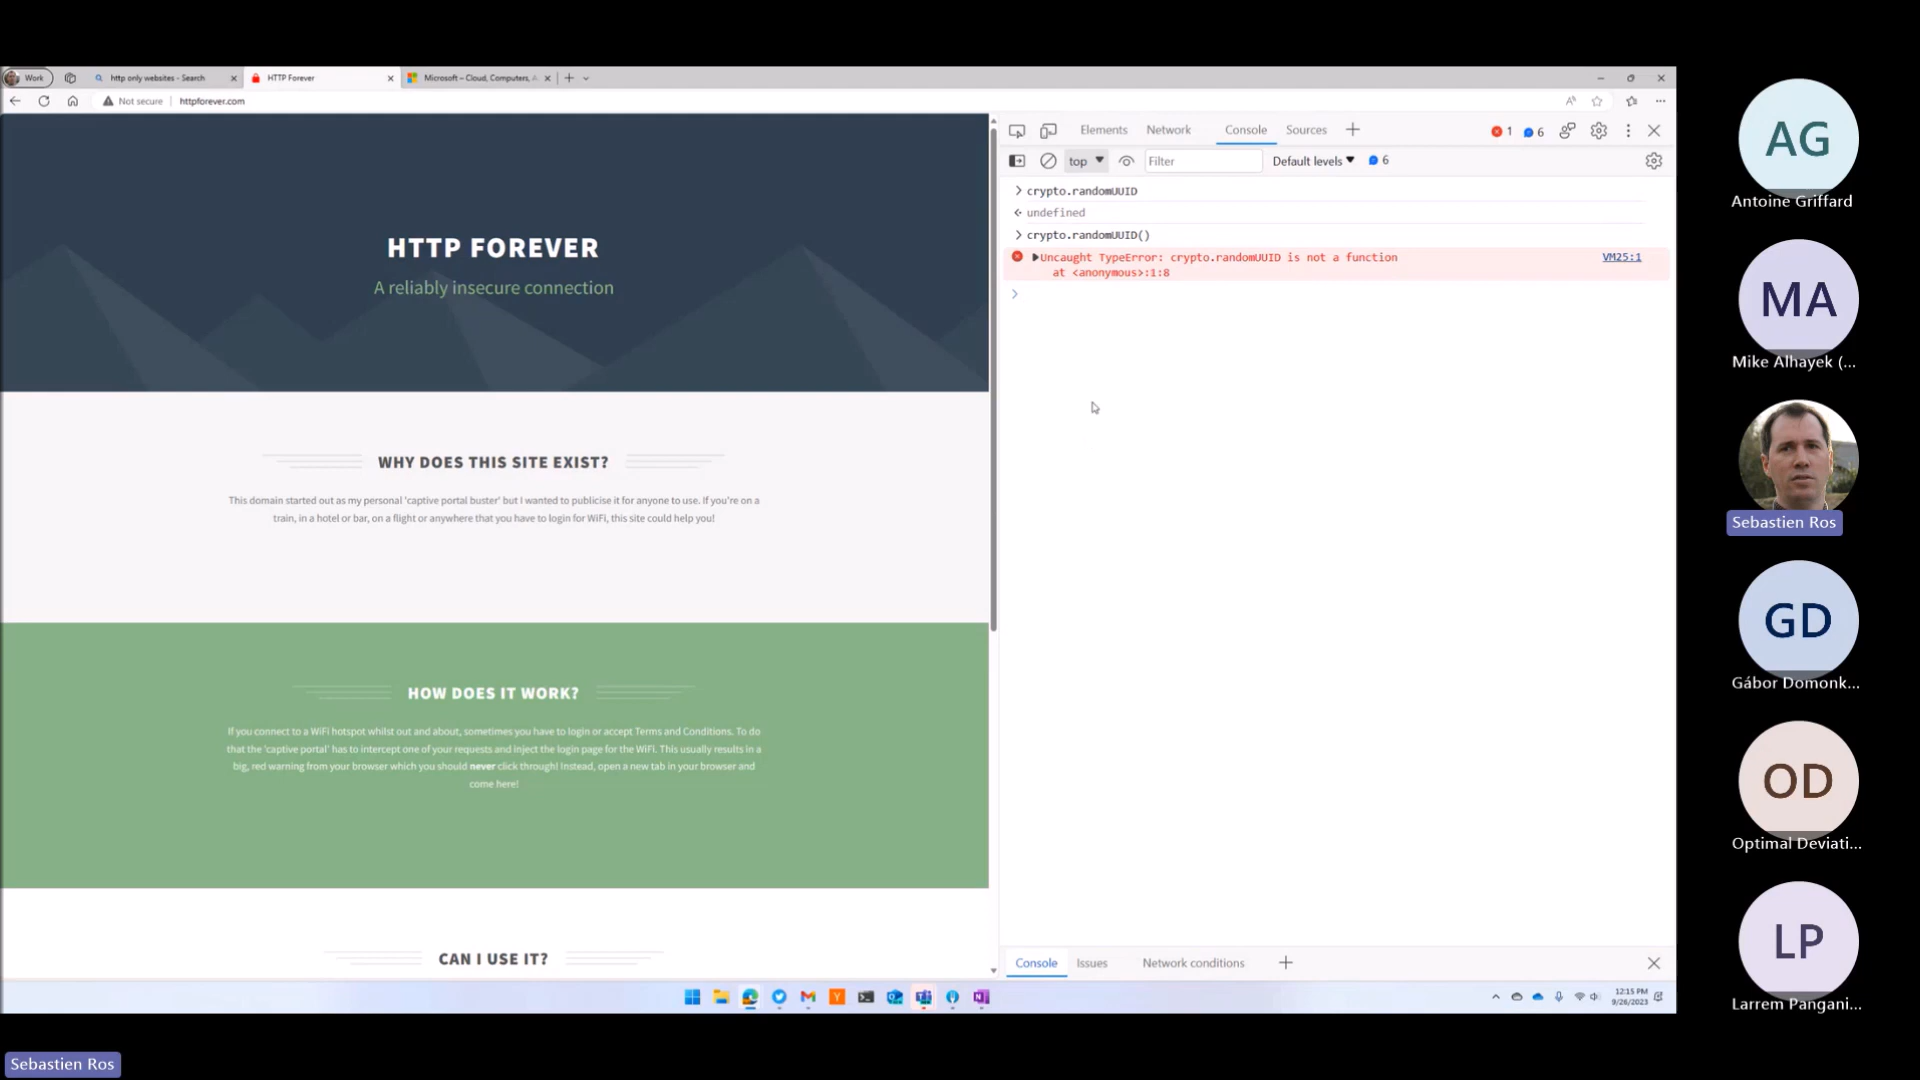 Work
http only websites - Search
HTTP Forever
Microsoft – Cloud, Computers, A
Not secure
httpforever.com
HTTP FOREVER
A reliably insecure connection
WHY DOES THIS SITE EXIST?
This domain started out as my personal 'captive portal buster' but I wanted to publicise it for anyone to use. If you're on a
train, in a hotel or bar, on a flight or anywhere that you have to login for WiFi, this site could help you!
HOW DOES IT WORK?
If you connect to a WiFi hotspot whilst out and about, sometimes you have to login or accept Terms and Conditions. To do
that the 'captive portal' has to intercept one of your requests and inject the login page for the WiFi. This usually results in a
big, red warning from your browser which you should never click through! Instead, open a new tab in your browser and
come here!
CAN I USE IT?
Elements Network Console Sources
1 6
top Filter Default levels 6
crypto.randomUUID
undefined
crypto.randomUUID()
Uncaught TypeError: crypto.randomUUID is not a function VM25:1
at <anonymous>:1:8
Console Issues Network conditions
12:15 PM
9/26/2023
AG
Antoine Griffard
MA
Mike Alhayek (...
Sebastien Ros
GD
Gábor Domonk...
OD
Optimal Deviati...
LP
Larrem Pangani...
Sebastien Ros